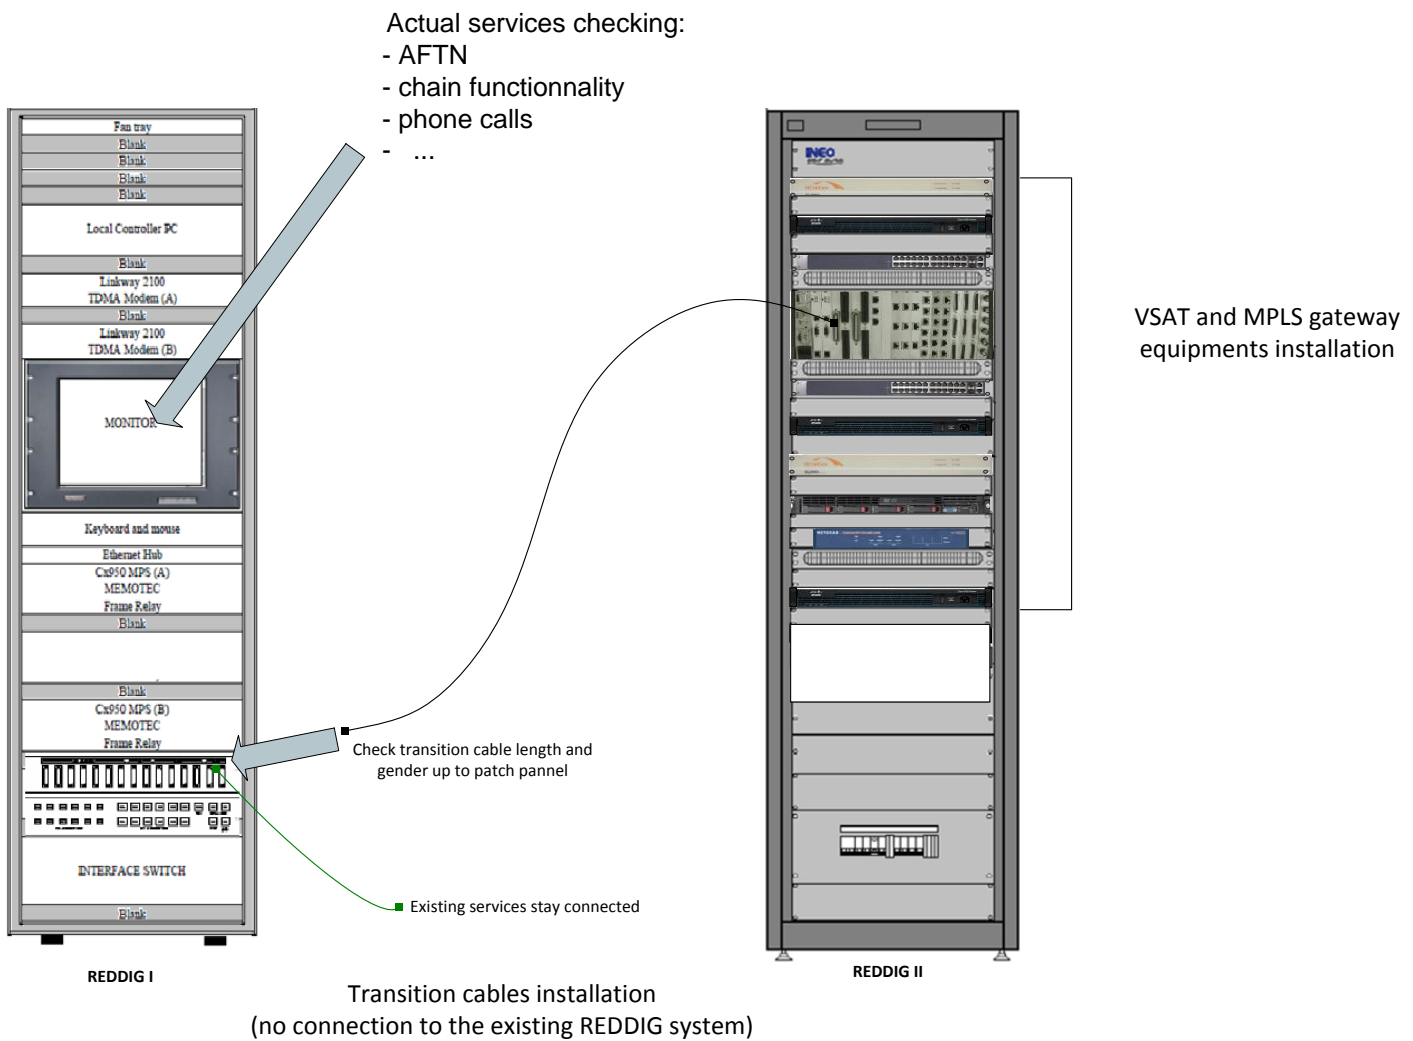 Actual services checking:
- AFTN
- chain functionnality
- phone calls
- ...
Fan tray
Blank
Blank
Blank
Blank
Local Controller PC
Blank
Linkway 2100
TDMA Modem (A)
Blank
Linkway 2100
TDMA Modem (B)
MONITOR
Keyboard and mouse
Ethernet Hub
Cx950 MPS (A)
MEMOTEC
Frame Relay
Blank
Blank
Cx950 MPS (B)
MEMOTEC
Frame Relay
INTERFACE SWITCH
Blank
REDDIG I
INEO
NETGEAR
VSAT and MPLS gateway
equipments installation
Check transition cable length and
gender up to patch pannel
Existing services stay connected
REDDIG II
Transition cables installation
(no connection to the existing REDDIG system)